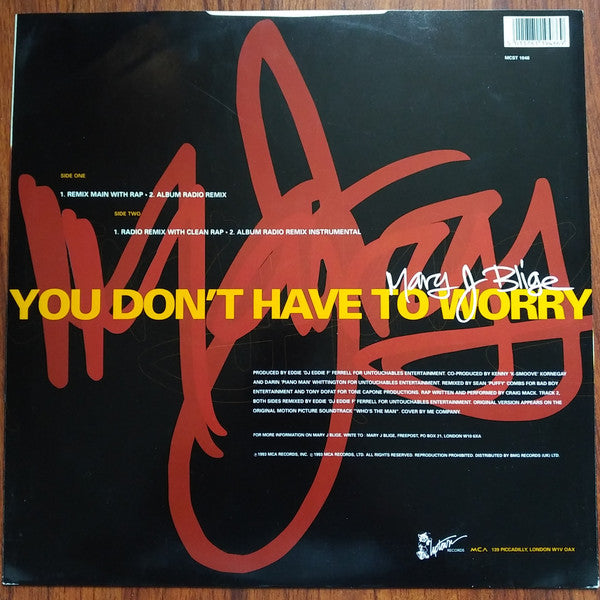 MCST 1948
SIDE ONE
1. REMIX MAIN WITH RAP - 2. ALBUM RADIO REMIX
SIDE TWO
1. RADIO REMIX WITH CLEAN RAP - 2. ALBUM RADIO REMIX INSTRUMENTAL
Mary J Blige
YOU DON'T HAVE TO WORRY
PRODUCED BY EDDIE 'DJ EDDIE F' FERRELL FOR UNTOUCHABLES ENTERTAINMENT. CO-PRODUCED BY KENNY 'K-SMOOVE' KORNEGAY
AND DARIN 'PIANO MAN' WHITTINGTON FOR UNTOUCHABLES ENTERTAINMENT. REMIXED BY SEAN 'PUFFY' COMBS FOR BAD BOY
ENTERTAINMENT AND TONY DOFAT FOR TONE CAPONE PRODUCTIONS. RAP WRITTEN AND PERFORMED BY CRAIG MACK. TRACK 2,
BOTH SIDES REMIXED BY EDDIE 'DJ EDDIE F' FERRELL FOR UNTOUCHABLES ENTERTAINMENT. ORIGINAL VERSION APPEARS ON THE
ORIGINAL MOTION PICTURE SOUNDTRACK "WHO'S THE MAN". COVER BY ME COMPANY.
FOR MORE INFORMATION ON MARY J BLIGE, WRITE TO : MARY J BLIGE, FREEPOST, PO BOX 21, LONDON W10 6XA
℗ 1993 MCA RECORDS, INC. © 1993 MCA RECORDS, LTD. ALL RIGHTS RESERVED. REPRODUCTION PROHIBITED. DISTRIBUTED BY BMG RECORDS (UK) LTD.
Uptown
RECORDS
MCA 139 PICCADILLY, LONDON W1V OAX